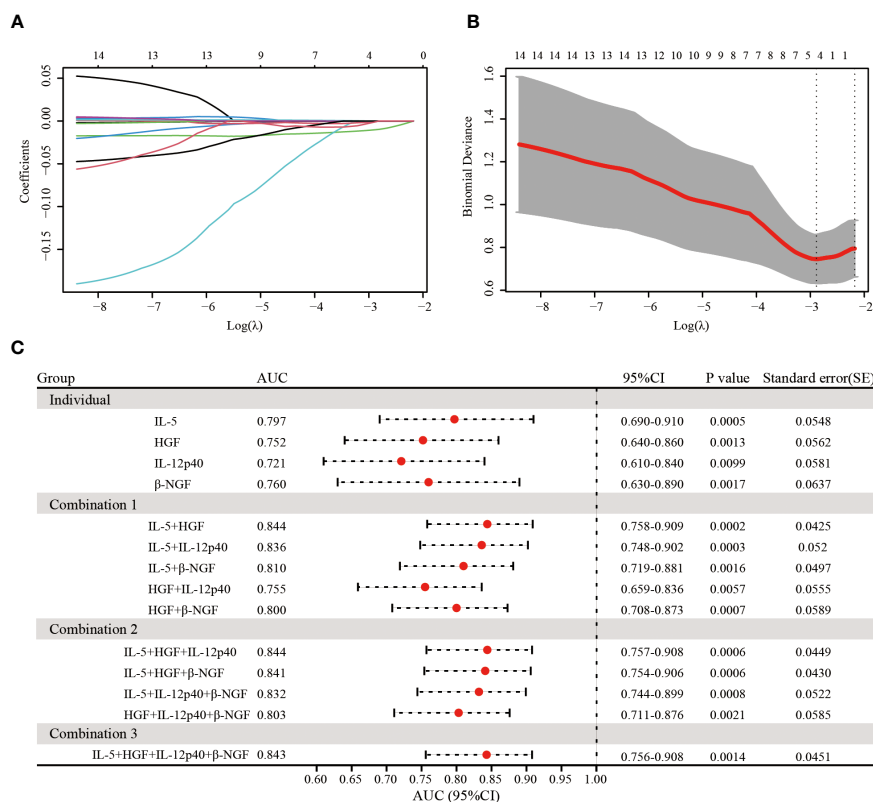 A
14 13 13 9 7 3 0
0.05
0.00
−0.05
−0.10
−0.15
Coefficients
−8 −7 −6 −5 −4 −3 −2
Log(λ)
B
14 14 14 14 13 13 14 13 12 10 10 9 9 8 7 7 8 7 5 4 1 1
1.6
1.4
1.2
1.0
0.8
0.6
Binomial Deviance
−8 −7 −6 −5 −4 −3 −2
Log(λ)
C
Group AUC 95%CI P value Standard error(SE)
Individual
IL-5 0.797 0.690-0.910 0.0005 0.0548
HGF 0.752 0.640-0.860 0.0013 0.0562
IL-12p40 0.721 0.610-0.840 0.0099 0.0581
β-NGF 0.760 0.630-0.890 0.0017 0.0637
Combination 1
IL-5+HGF 0.844 0.758-0.909 0.0002 0.0425
IL-5+IL-12p40 0.836 0.748-0.902 0.0003 0.052
IL-5+β-NGF 0.810 0.719-0.881 0.0016 0.0497
HGF+IL-12p40 0.755 0.659-0.836 0.0057 0.0555
HGF+β-NGF 0.800 0.708-0.873 0.0007 0.0589
Combination 2
IL-5+HGF+IL-12p40 0.844 0.757-0.908 0.0006 0.0449
IL-5+HGF+β-NGF 0.841 0.754-0.906 0.0006 0.0430
IL-5+IL-12p40+β-NGF 0.832 0.744-0.899 0.0008 0.0522
HGF+IL-12p40+β-NGF 0.803 0.711-0.876 0.0021 0.0585
Combination 3
IL-5+HGF+IL-12p40+β-NGF 0.843 0.756-0.908 0.0014 0.0451
0.60 0.65 0.70 0.75 0.80 0.85 0.90 0.95 1.00
AUC (95%CI)